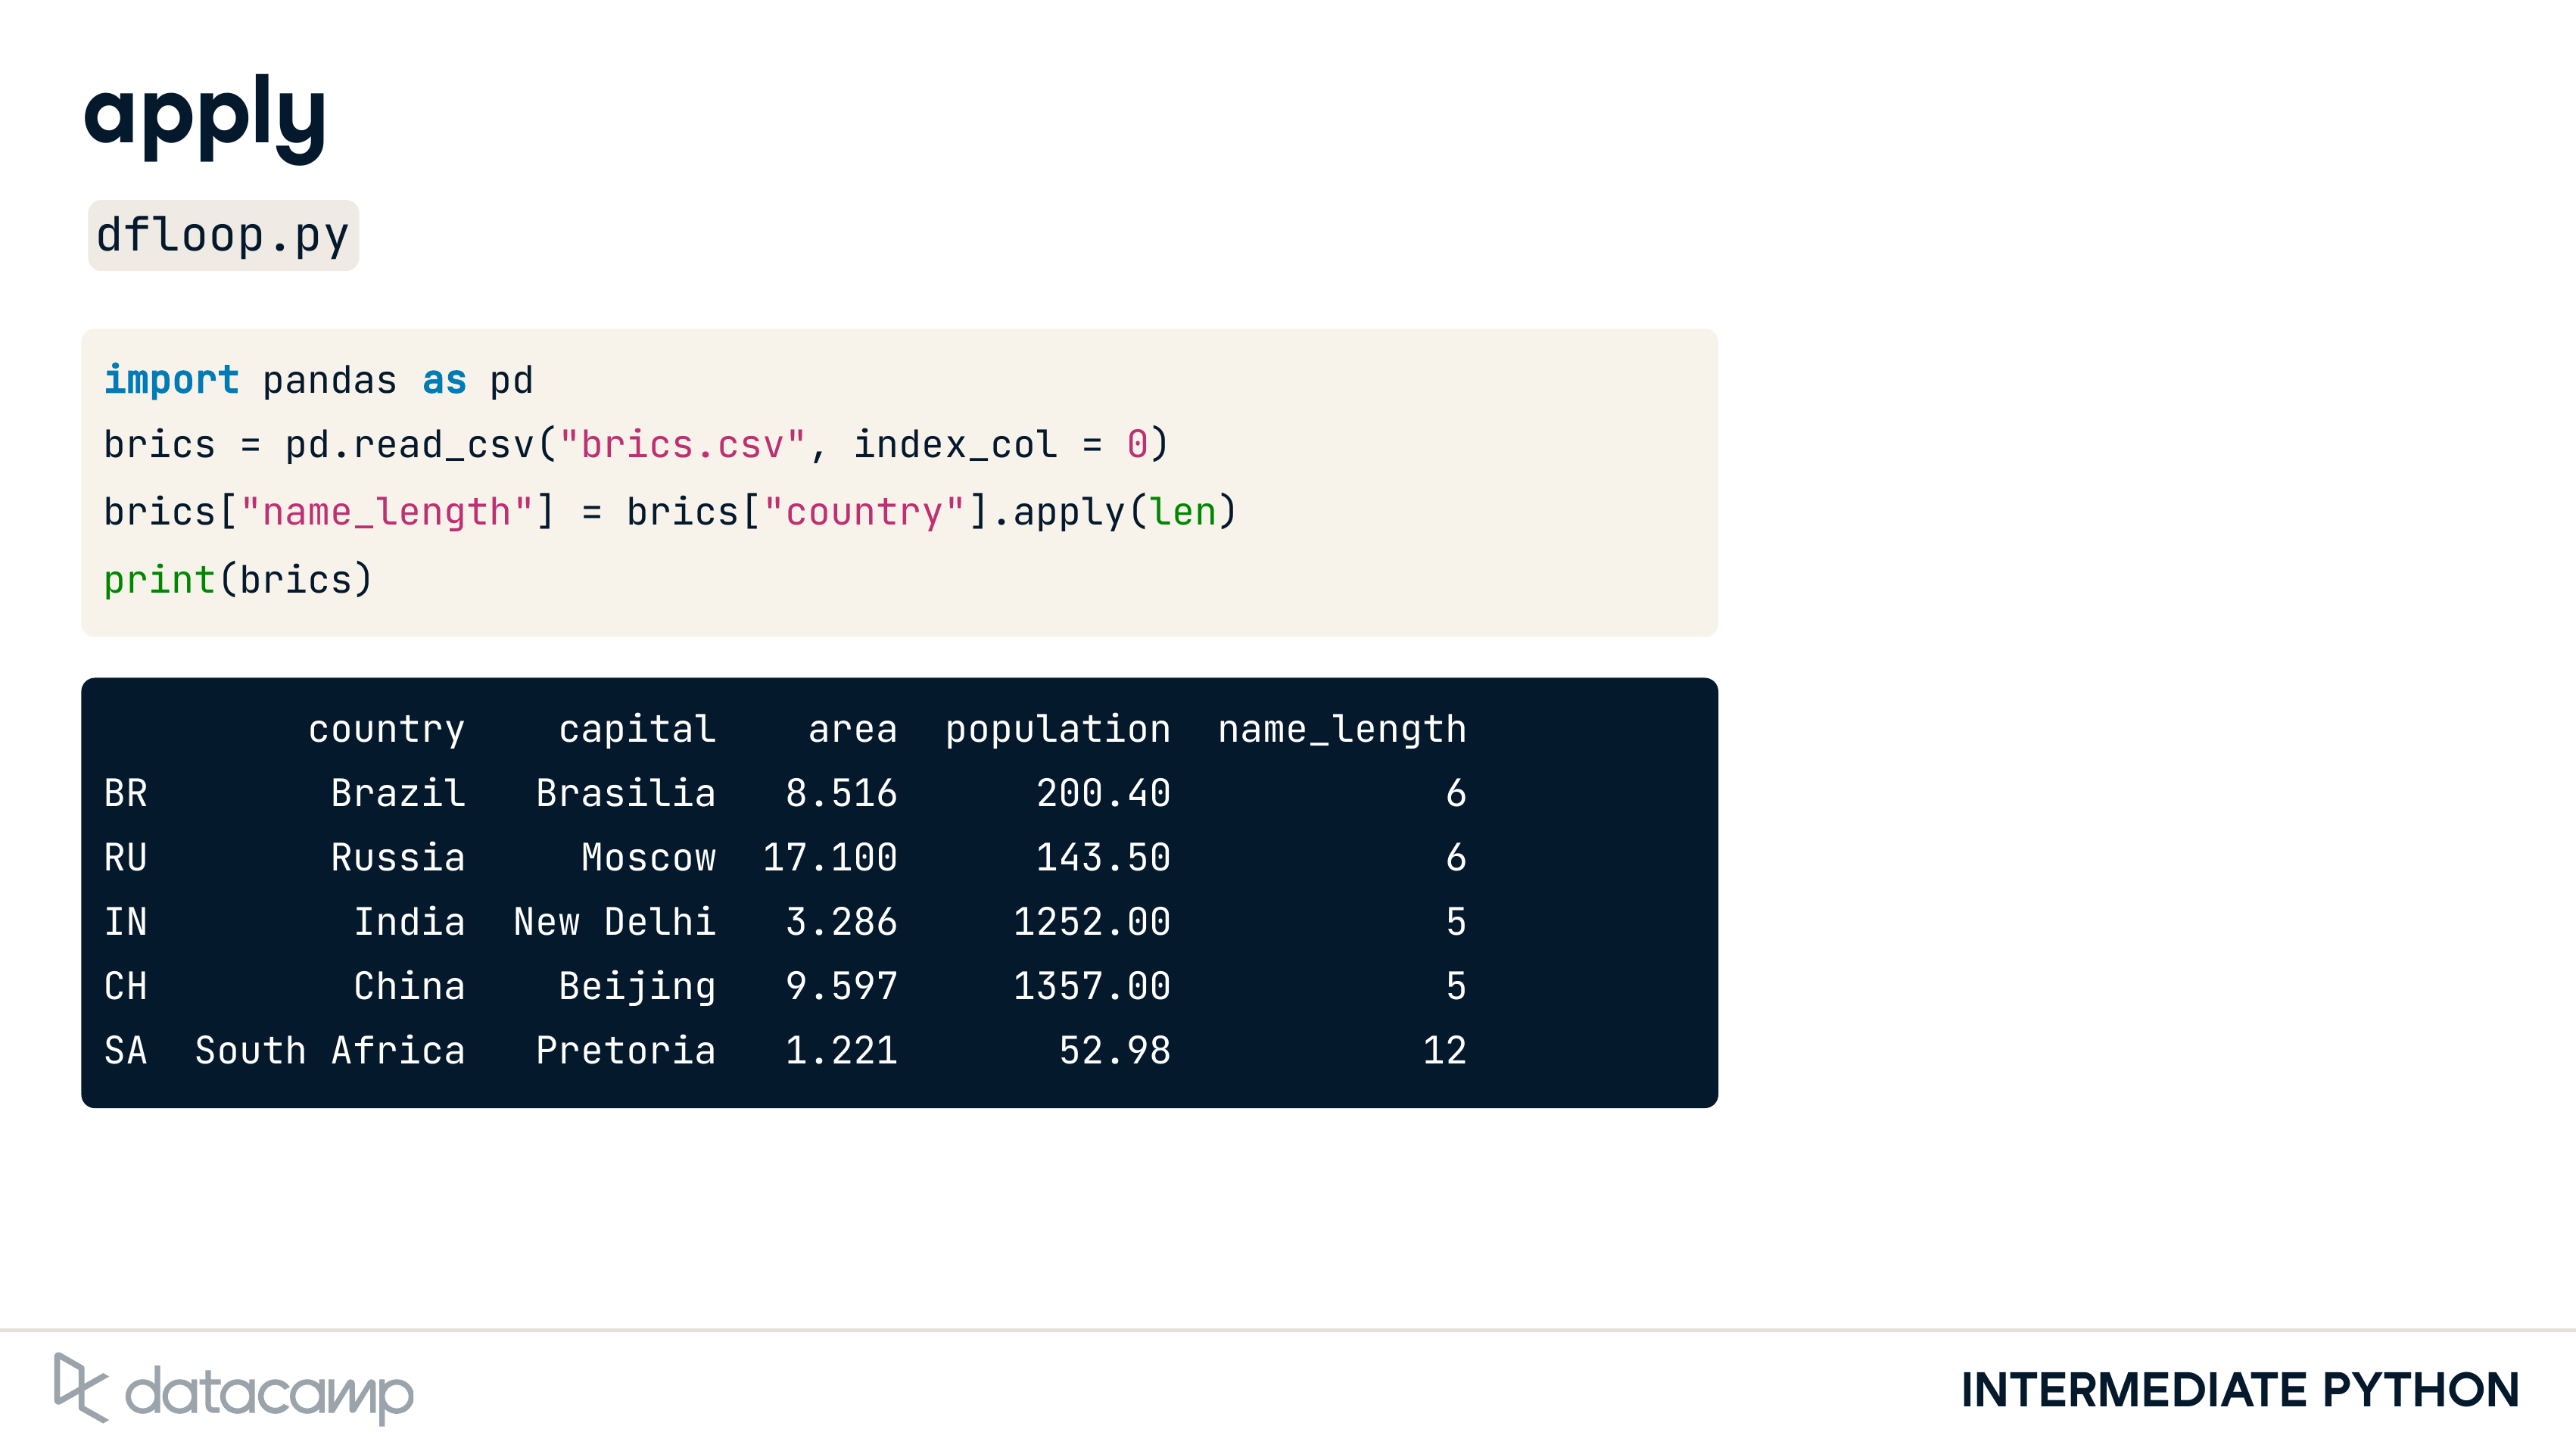 apply
dfloop.py
import pandas as pd
brics = pd.read_csv("brics.csv", index_col = 0)
brics["name_length"] = brics["country"].apply(len)
print(brics)
country capital area population name_length
BR Brazil Brasilia 8.516 200.40 6
RU Russia Moscow 17.100 143.50 6
IN India New Delhi 3.286 1252.00 5
CH China Beijing 9.597 1357.00 5
SA South Africa Pretoria 1.221 52.98 12
datacamp
INTERMEDIATE PYTHON